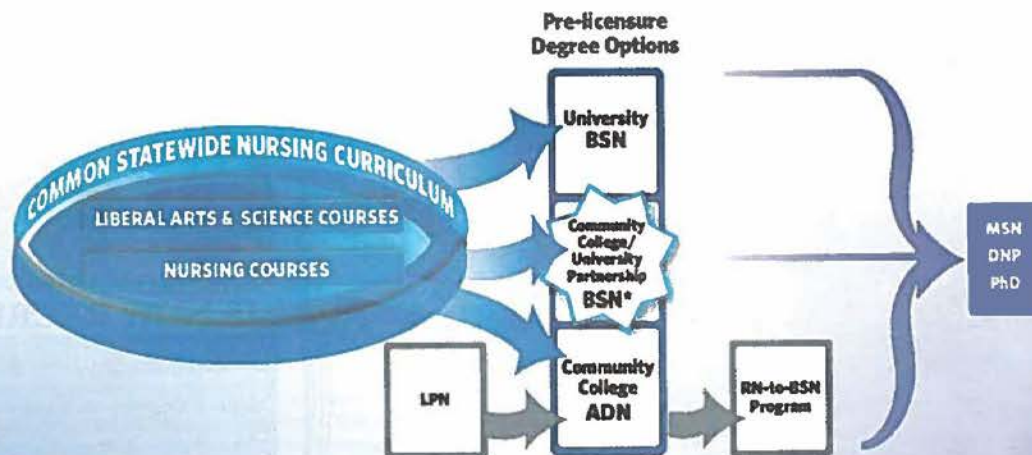 Pre-licensure
Degree Options
COMMON STATEWIDE NURSING CURRICULUM
LIBERAL ARTS & SCIENCE COURSES
NURSING COURSES
University
BSN
Community
College/
University
Partnership
BSN*
LPN
Community
College
ADN
RN-to-BSN
Program
MSN
DNP
PhD